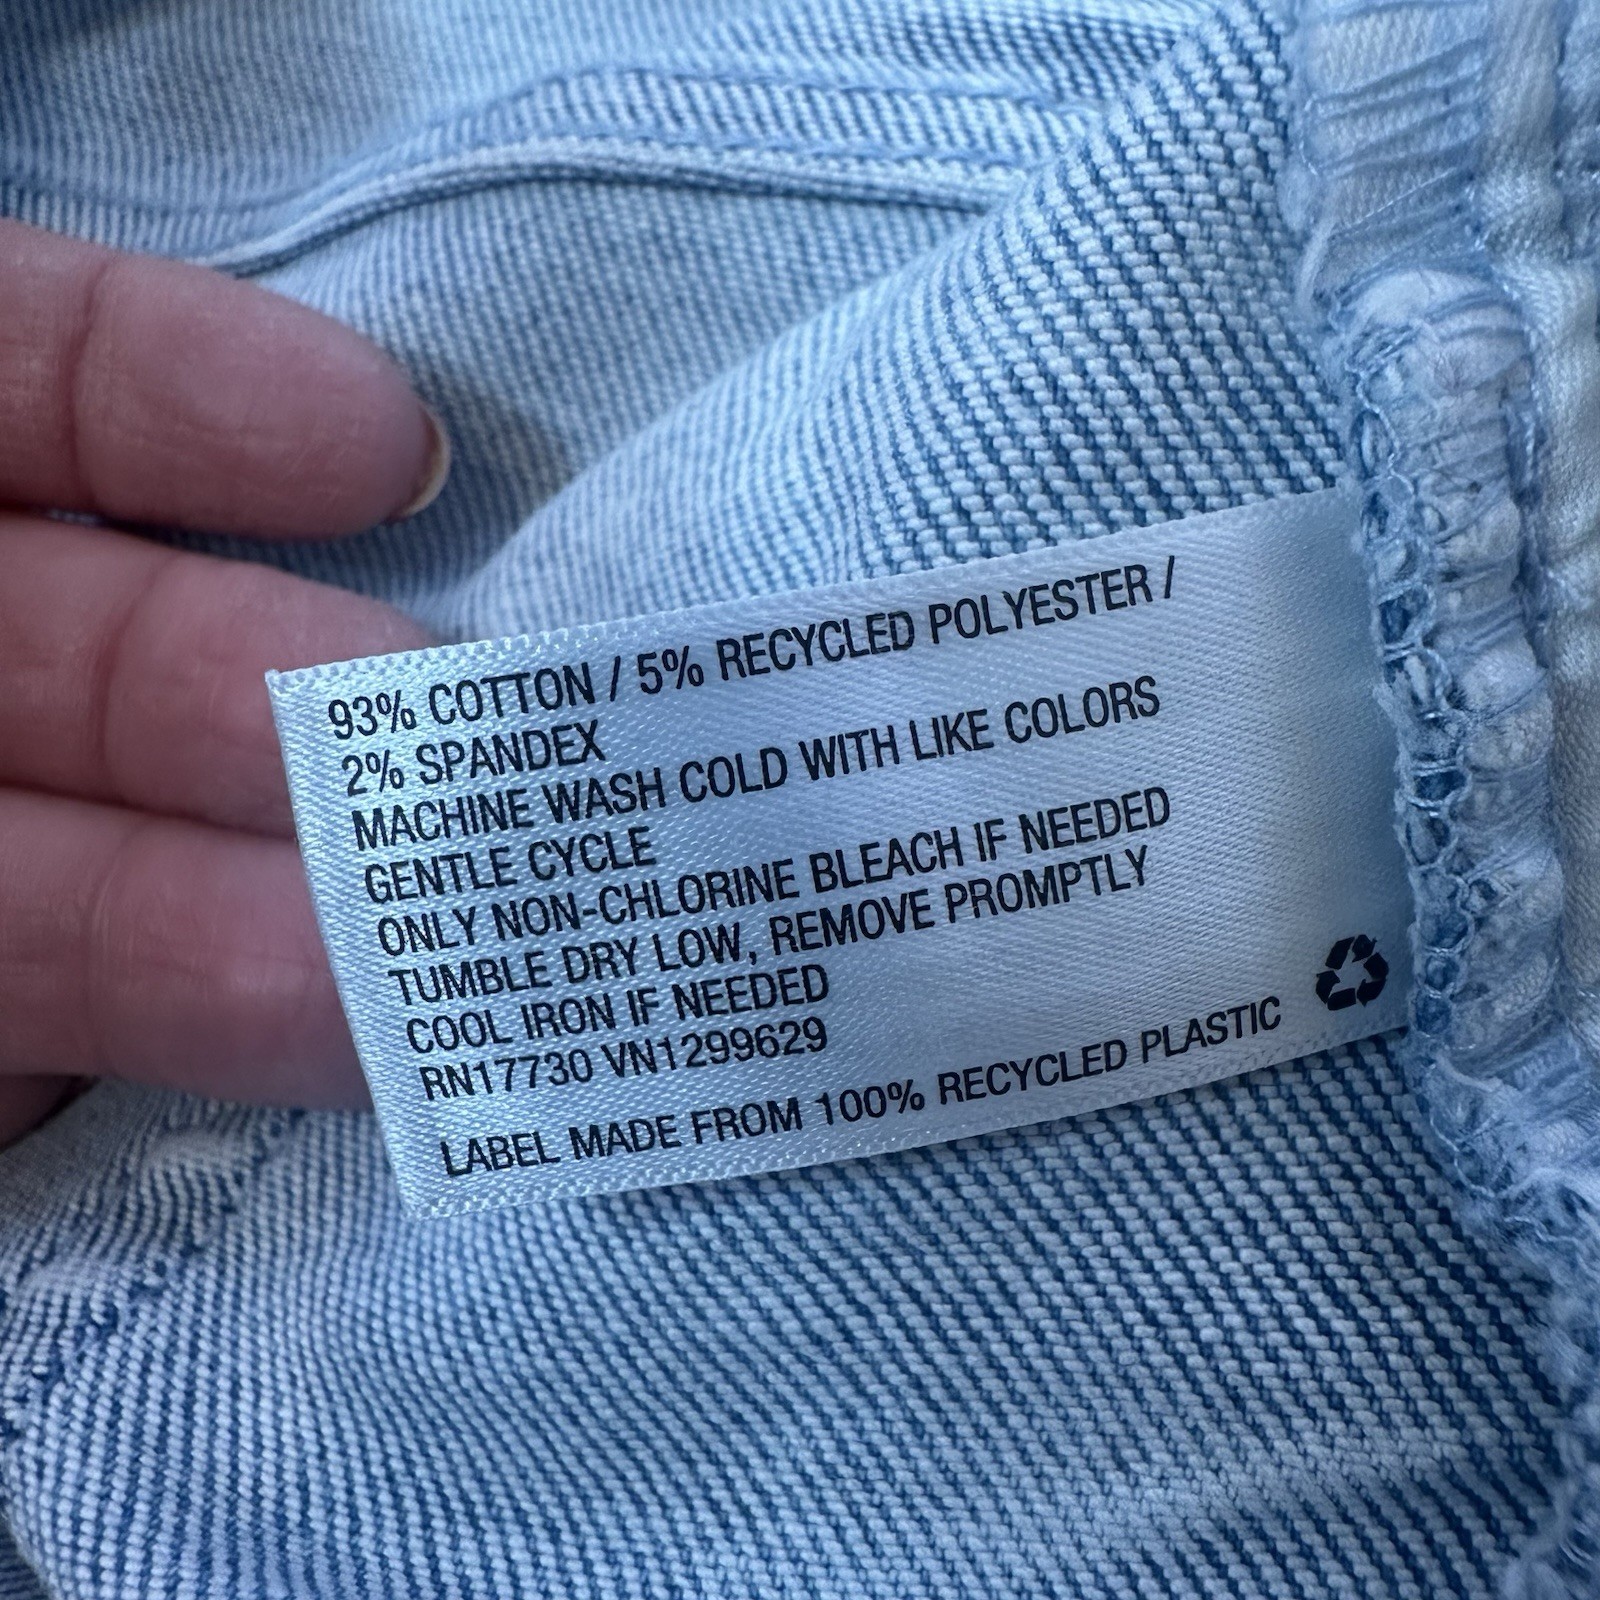 93% COTTON / 5% RECYCLED POLYESTER /
2% SPANDEX
MACHINE WASH COLD WITH LIKE COLORS
GENTLE CYCLE
ONLY NON-CHLORINE BLEACH IF NEEDED
TUMBLE DRY LOW, REMOVE PROMPTLY
COOL IRON IF NEEDED
RN17730 VN1299629
LABEL MADE FROM 100% RECYCLED PLASTIC